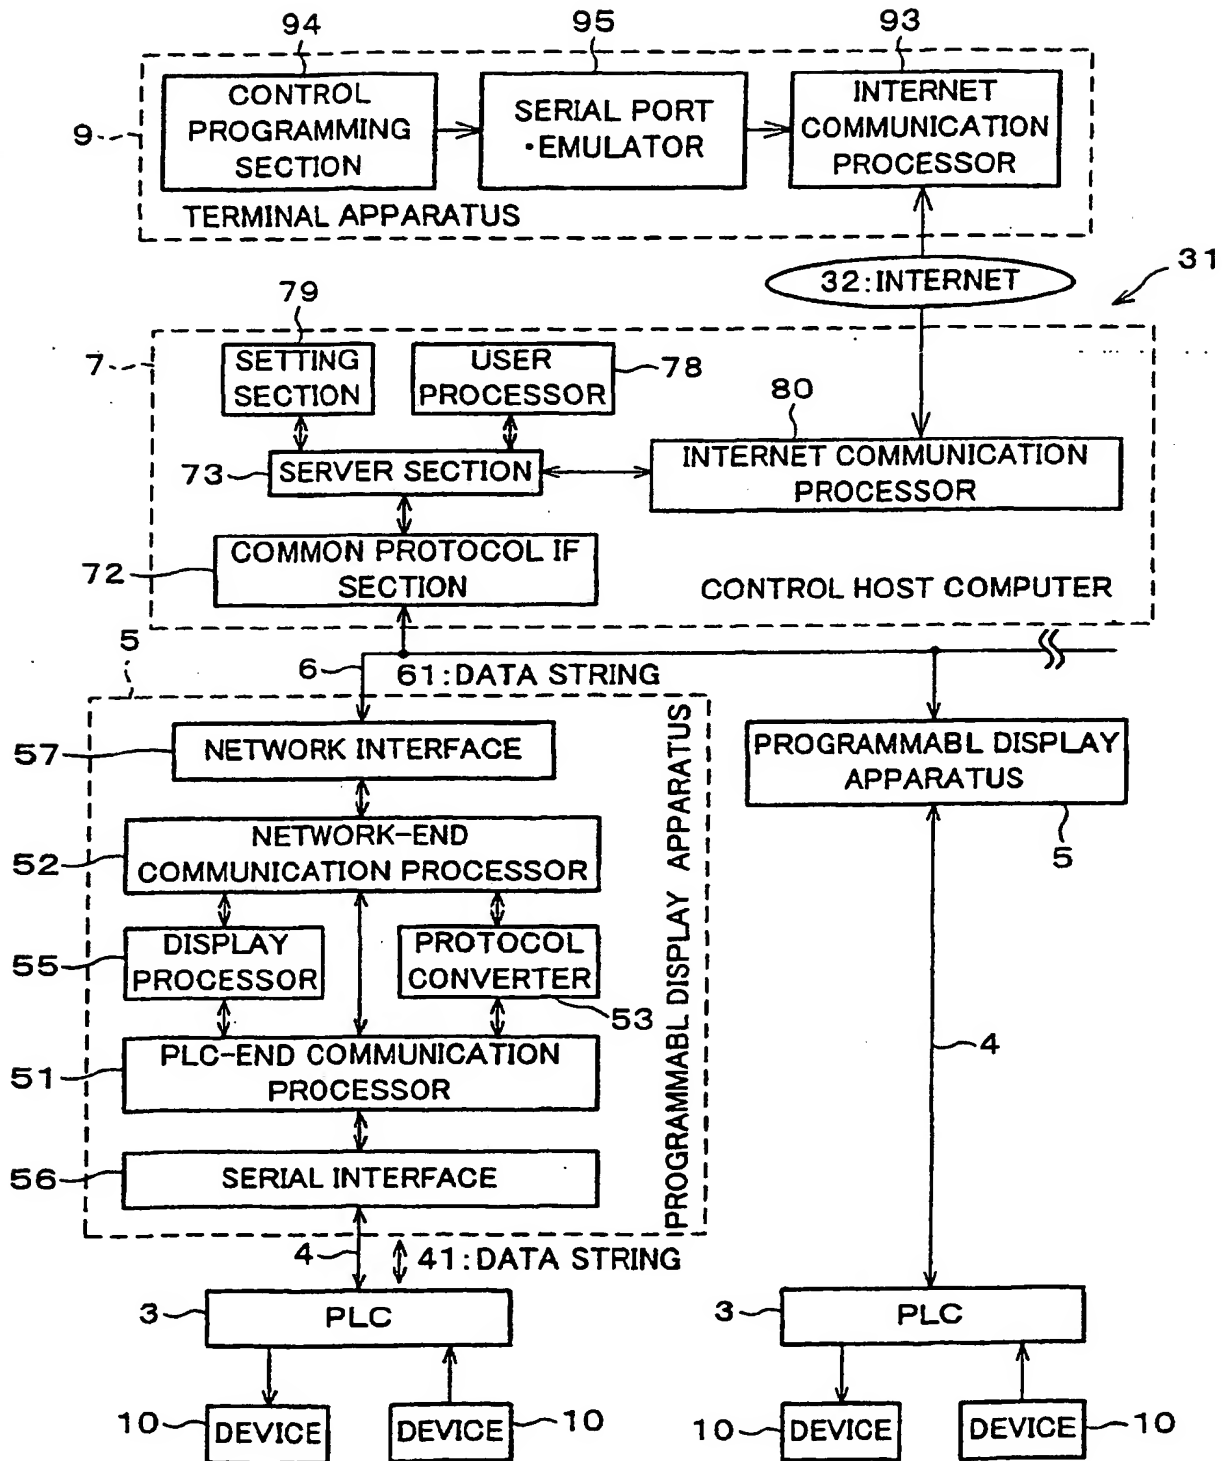 94
95
93
CONTROL
PROGRAMMING
SECTION
SERIAL PORT
・EMULATOR
INTERNET
COMMUNICATION
PROCESSOR
9
TERMINAL APPARATUS
32:INTERNET
31
79
7
SETTING
SECTION
USER
PROCESSOR
78
80
73
SERVER SECTION
INTERNET COMMUNICATION
PROCESSOR
72
COMMON PROTOCOL IF
SECTION
CONTROL HOST COMPUTER
5
6
61:DATA STRING
57
NETWORK INTERFACE
PROGRAMMABL DISPLAY
APPARATUS
5
52
NETWORK-END
COMMUNICATION PROCESSOR
55
DISPLAY
PROCESSOR
PROTOCOL
CONVERTER
53
PROGRAMMABL DISPLAY APPARATUS
51
PLC-END COMMUNICATION
PROCESSOR
4
56
SERIAL INTERFACE
4
41:DATA STRING
3
PLC
3
PLC
10
DEVICE
DEVICE
10
10
DEVICE
DEVICE
10